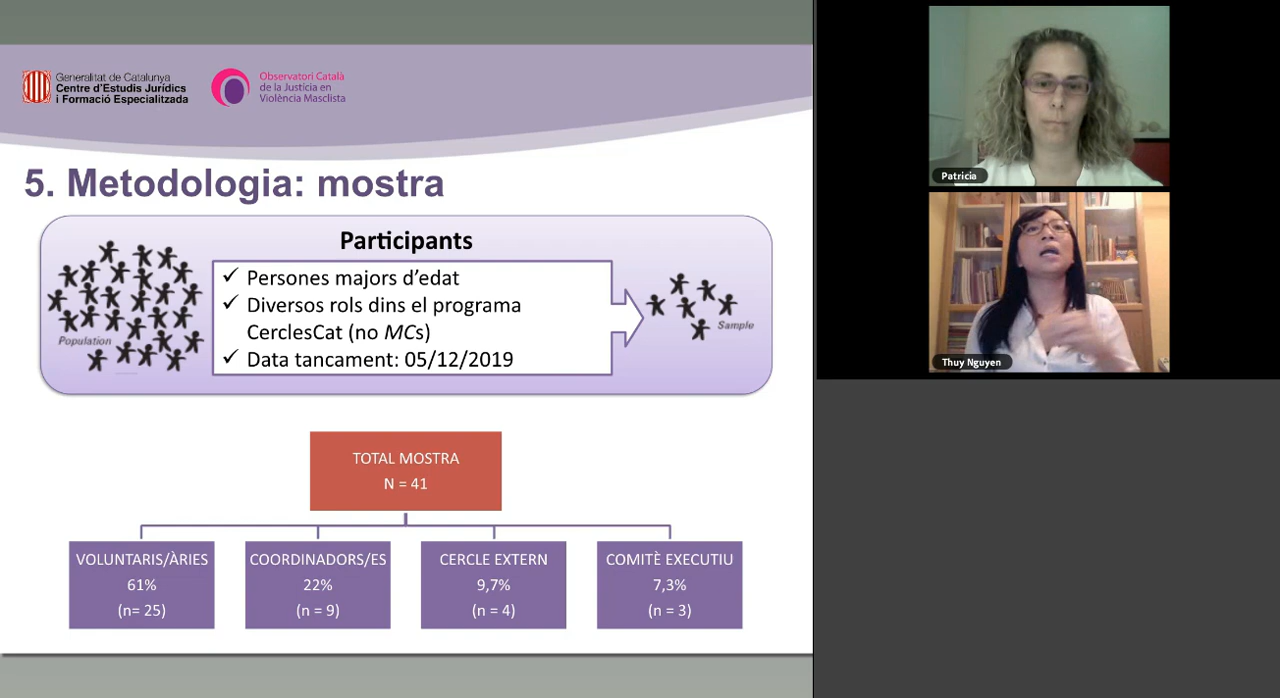 Generalitat de Catalunya
Centre d'Estudis Jurídics
i Formació Especialitzada
Observatori Català
de la Justícia en
Violència Masclista
5. Metodologia: mostra
Participants
✓ Persones majors d'edat
✓ Diversos rols dins el programa
CerclesCat (no MCs)
✓ Data tancament: 05/12/2019
Population
Sample
TOTAL MOSTRA
N = 41
VOLUNTARIS/ÀRIES
61%
(n= 25)
COORDINADORS/ES
22%
(n = 9)
CERCLE EXTERN
9,7%
(n = 4)
COMITÈ EXECUTIU
7,3%
(n = 3)
Patricia
Thuy Nguyen